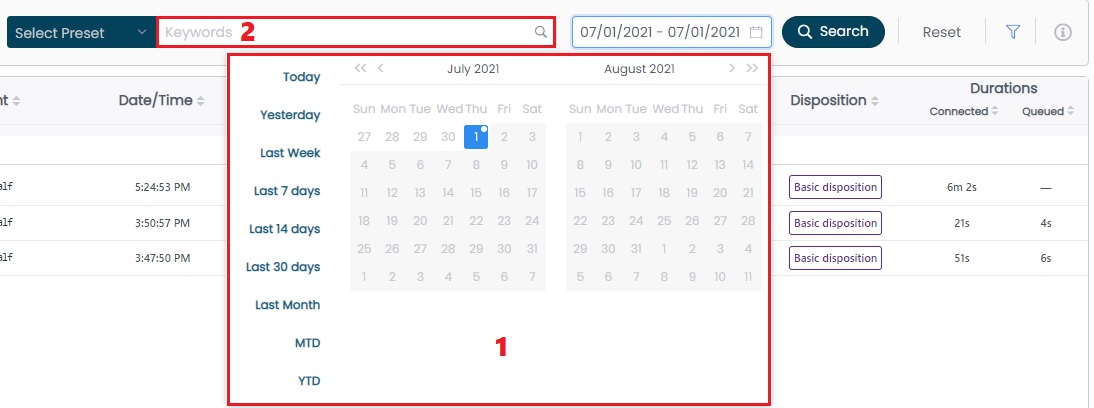 Select Preset Keywords 2 07/01/2021 - 07/01/2021 Search Reset
Today July 2021 August 2021
Yesterday
Last Week
Last 7 days
Last 14 days
Last 30 days
Last Month
MTD
YTD
Sun Mon Tue Wed Thu Fri Sat
27 28 29 30 1 2 3
4 5 6 7 8 9 10
11 12 13 14 15 16 17
18 19 20 21 22 23 24
25 26 27 28 29 30 31
1 2 3 4 5 6 7
Sun Mon Tue Wed Thu Fri Sat
1 2 3 4 5 6 7
8 9 10 11 12 13 14
15 16 17 18 19 20 21
22 23 24 25 26 27 28
29 30 31 1 2 3 4
5 6 7 8 9 10 11
1
nt Date/Time Disposition Durations
Connected Queued
alf 5:24:53 PM Basic disposition 6m 2s —
alf 3:50:57 PM Basic disposition 21s 4s
alf 3:47:50 PM Basic disposition 51s 6s